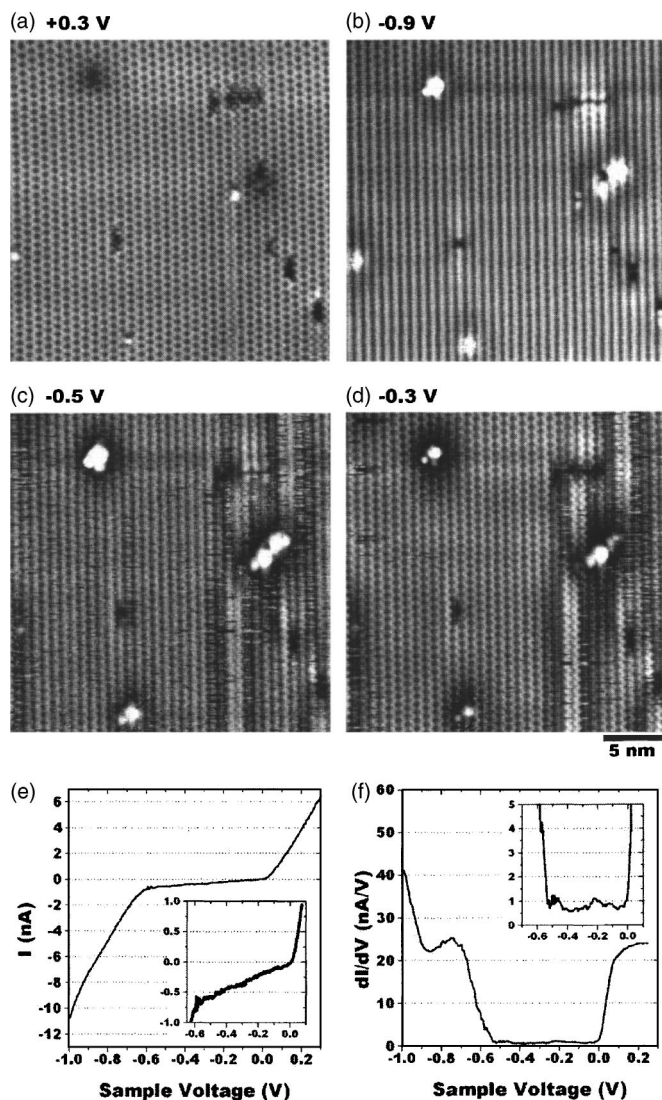 (a) +0.3 V
(b) -0.9 V
(c) -0.5 V
(d) -0.3 V
5 nm
(e)
6
4
2
0
-2
-4
-6
-8
-10
-12
I (nA)
1.0
0.5
0.0
-0.5
-1.0
-0.6 -0.4 -0.2 0.0
-1.0 -0.8 -0.6 -0.4 -0.2 0.0 0.2
Sample Voltage (V)
(f)
60
50
40
30
20
10
0
dI/dV (nA/V)
5
4
3
2
1
-0.6 -0.4 -0.2 0.0
-1.0 -0.8 -0.6 -0.4 -0.2 0.0 0.2
Sample Voltage (V)